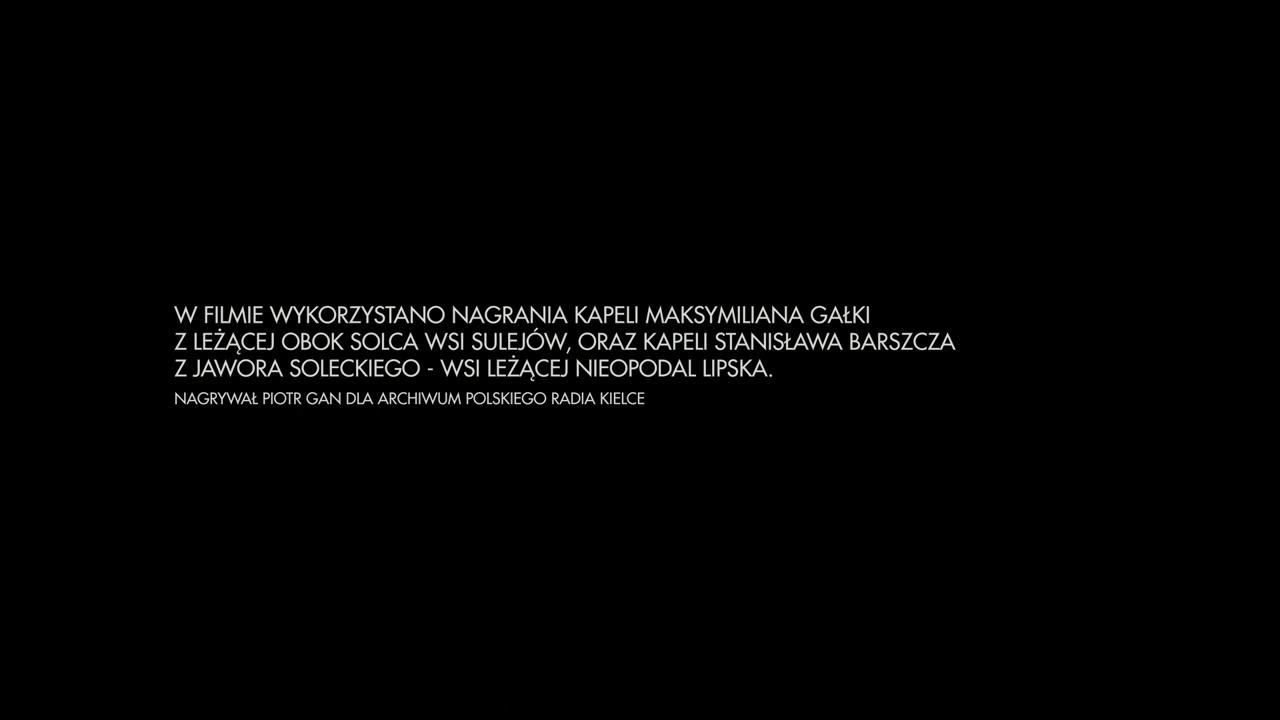 W FILMIE WYKORZYSTANO NAGRANIA KAPELI MAKSYMILIANA GAŁKI
Z LEŻĄCEJ OBOK SOLCA WSI SULEJÓW, ORAZ KAPELI STANISŁAWA BARSZCZA
Z JAWORA SOLECKIEGO - WSI LEŻĄCEJ NIEOPODAL LIPSKA.
NAGRYWAŁ PIOTR GAN DLA ARCHIWUM POLSKIEGO RADIA KIELCE